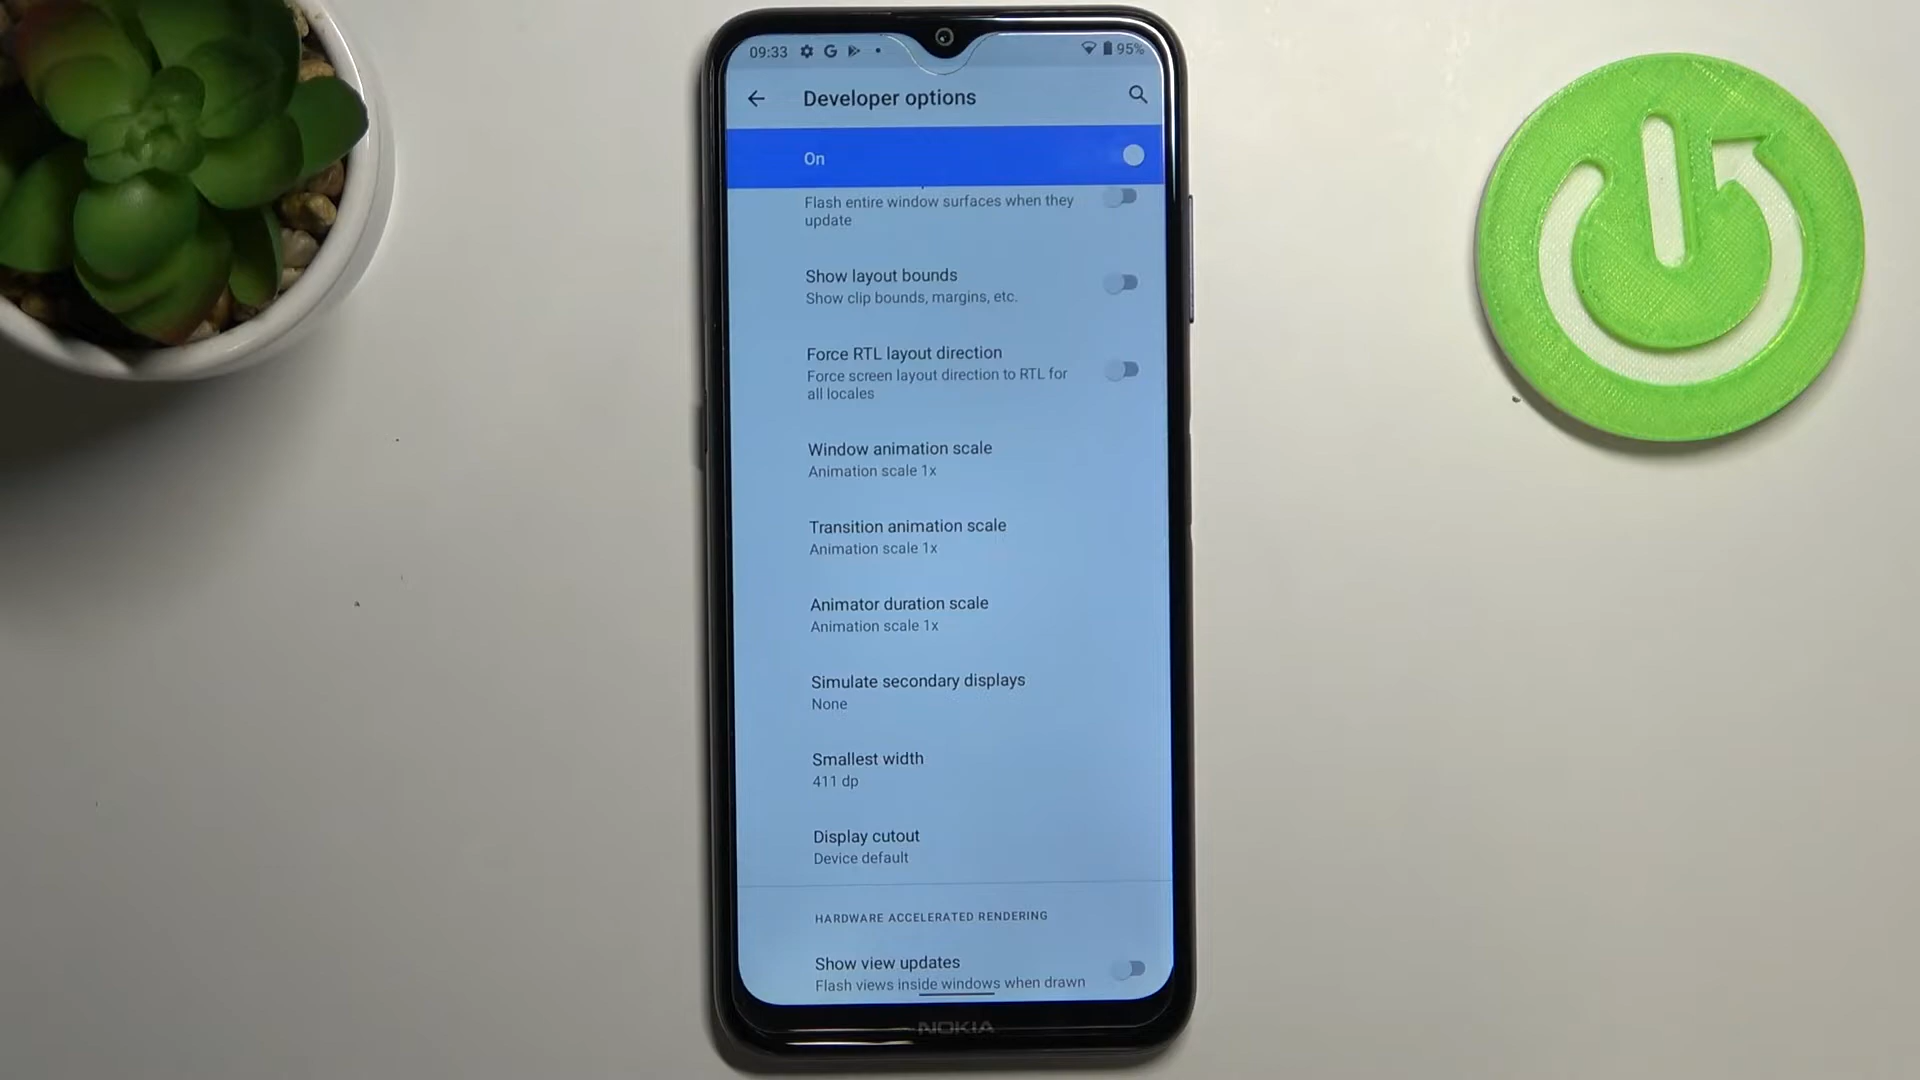 09:33
95%
Developer options
On
Flash entire window surfaces when they
update
Show layout bounds
Show clip bounds, margins, etc.
Force RTL layout direction
Force screen layout direction to RTL for
all locales
Window animation scale
Animation scale 1x
Transition animation scale
Animation scale 1x
Animator duration scale
Animation scale 1x
Simulate secondary displays
None
Smallest width
411 dp
Display cutout
Device default
HARDWARE ACCELERATED RENDERING
Show view updates
Flash views inside windows when drawn
NOKIA